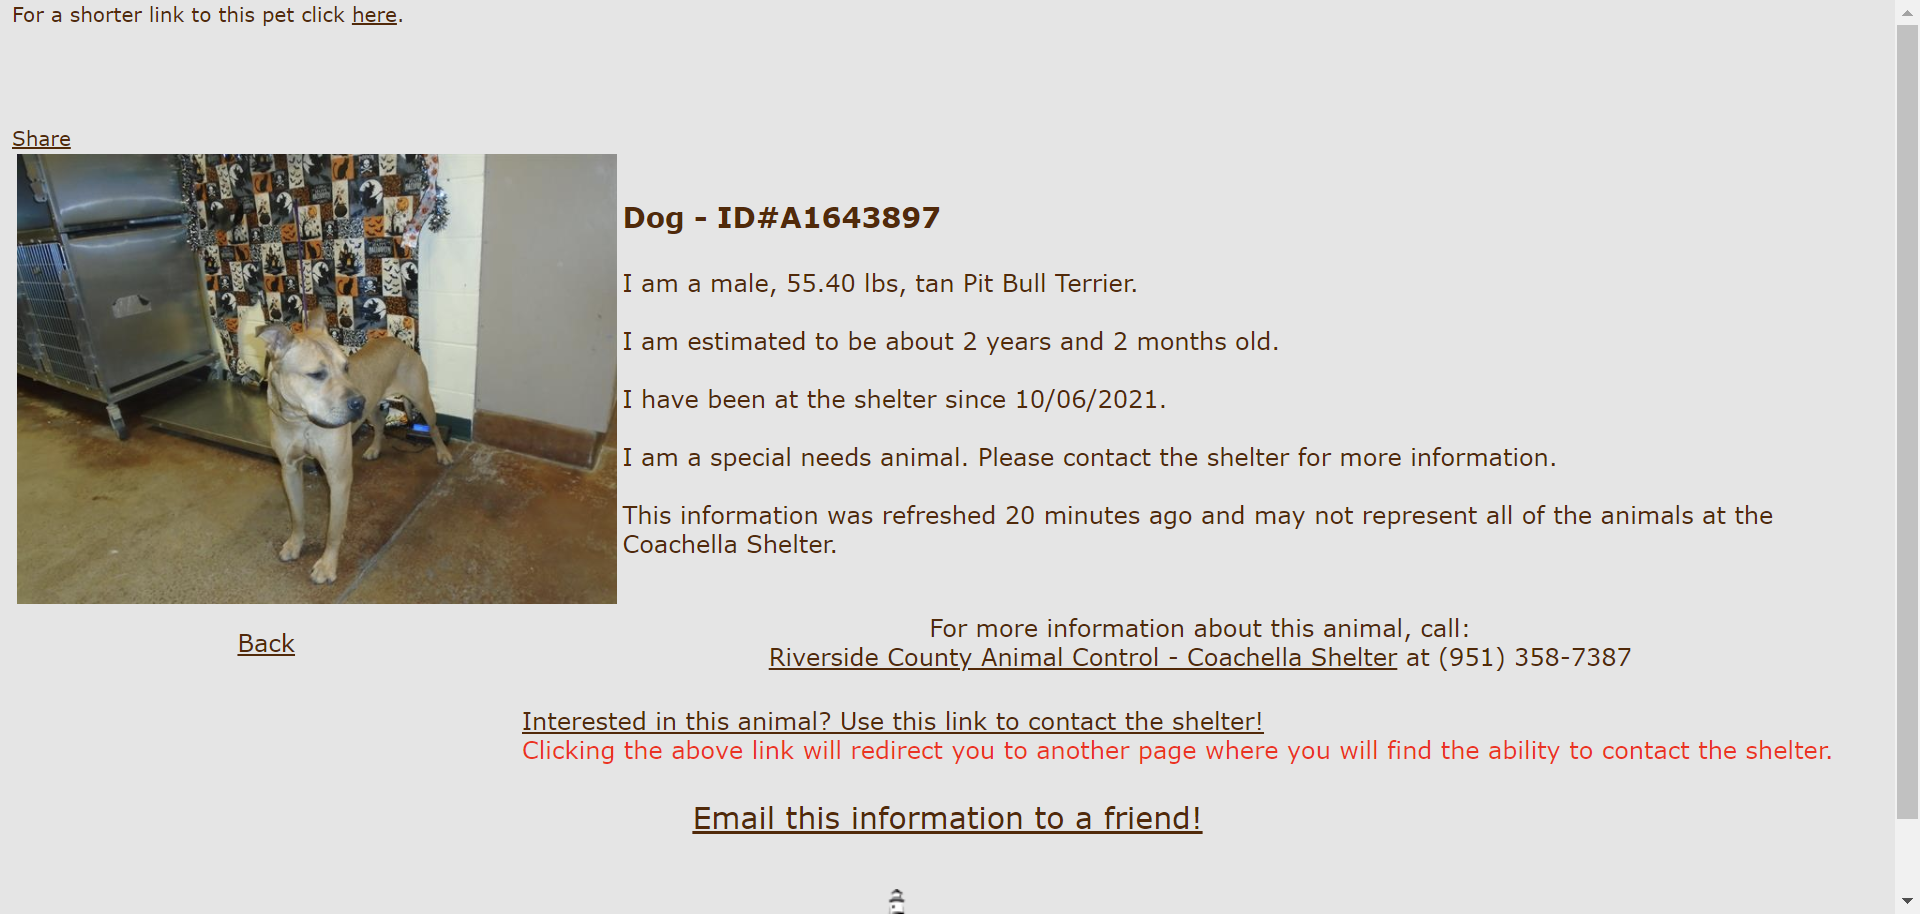 For a shorter link to this pet click here.
Share
Dog - ID#A1643897
I am a male, 55.40 lbs, tan Pit Bull Terrier.
I am estimated to be about 2 years and 2 months old.
I have been at the shelter since 10/06/2021.
I am a special needs animal. Please contact the shelter for more information.
This information was refreshed 20 minutes ago and may not represent all of the animals at the
Coachella Shelter.
Back
For more information about this animal, call:
Riverside County Animal Control - Coachella Shelter at (951) 358-7387
Interested in this animal? Use this link to contact the shelter!
Clicking the above link will redirect you to another page where you will find the ability to contact the shelter.
Email this information to a friend!